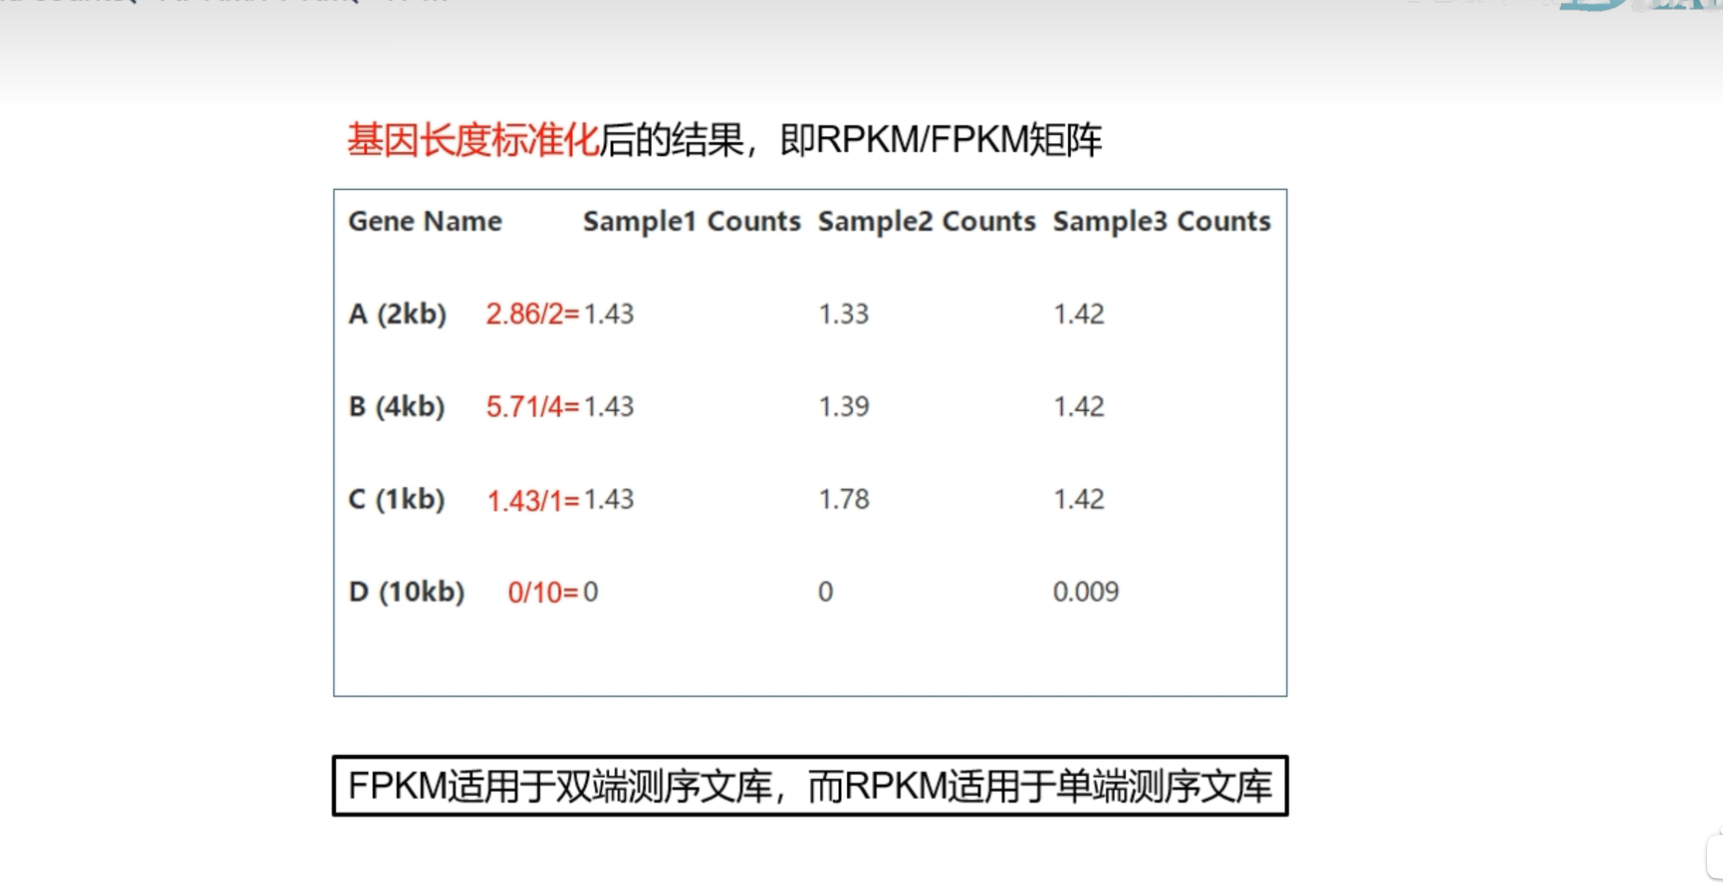 基因长度标准化后的结果，即RPKM/FPKM矩阵
Gene Name Sample1 Counts Sample2 Counts Sample3 Counts
A (2kb) 2.86/2= 1.43 1.33 1.42
B (4kb) 5.71/4= 1.43 1.39 1.42
C (1kb) 1.43/1= 1.43 1.78 1.42
D (10kb) 0/10= 0 0 0.009
FPKM适用于双端测序文库，而RPKM适用于单端测序文库